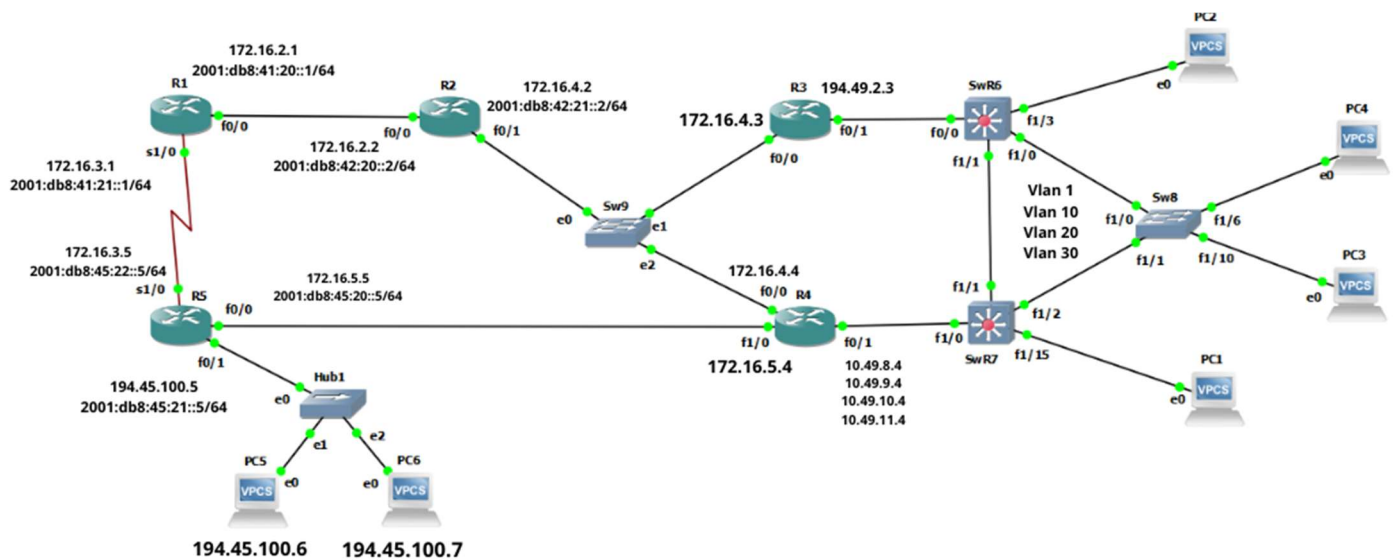 PC2
VPCS
e0
172.16.2.1
2001:db8:41:20::1/64
R1
f0/0
s1/0
R2
f0/0
f0/1
172.16.4.2
2001:db8:42:21::2/64
172.16.2.2
2001:db8:42:20::2/64
R3
194.49.2.3
172.16.4.3
f0/1
f0/0
SwR6
f0/0
f1/3
f1/1
f1/0
PC4
VPCS
e0
172.16.3.1
2001:db8:41:21::1/64
Sw9
e0
e1
e2
Vlan 1
Vlan 10
Vlan 20
Vlan 30
Sw8
f1/0
f1/6
f1/1
f1/10
PC3
VPCS
e0
172.16.3.5
2001:db8:45:22::5/64
s1/0
R5
f0/0
f0/1
172.16.5.5
2001:db8:45:20::5/64
172.16.4.4
f0/0
R4
f1/0
f0/1
172.16.5.4
10.49.8.4
10.49.9.4
10.49.10.4
10.49.11.4
f1/1
f1/2
f1/0
SwR7
f1/15
PC1
VPCS
e0
194.45.100.5
2001:db8:45:21::5/64
Hub1
e0
e1
e2
PC5
VPCS
e0
PC6
VPCS
e0
194.45.100.6
194.45.100.7